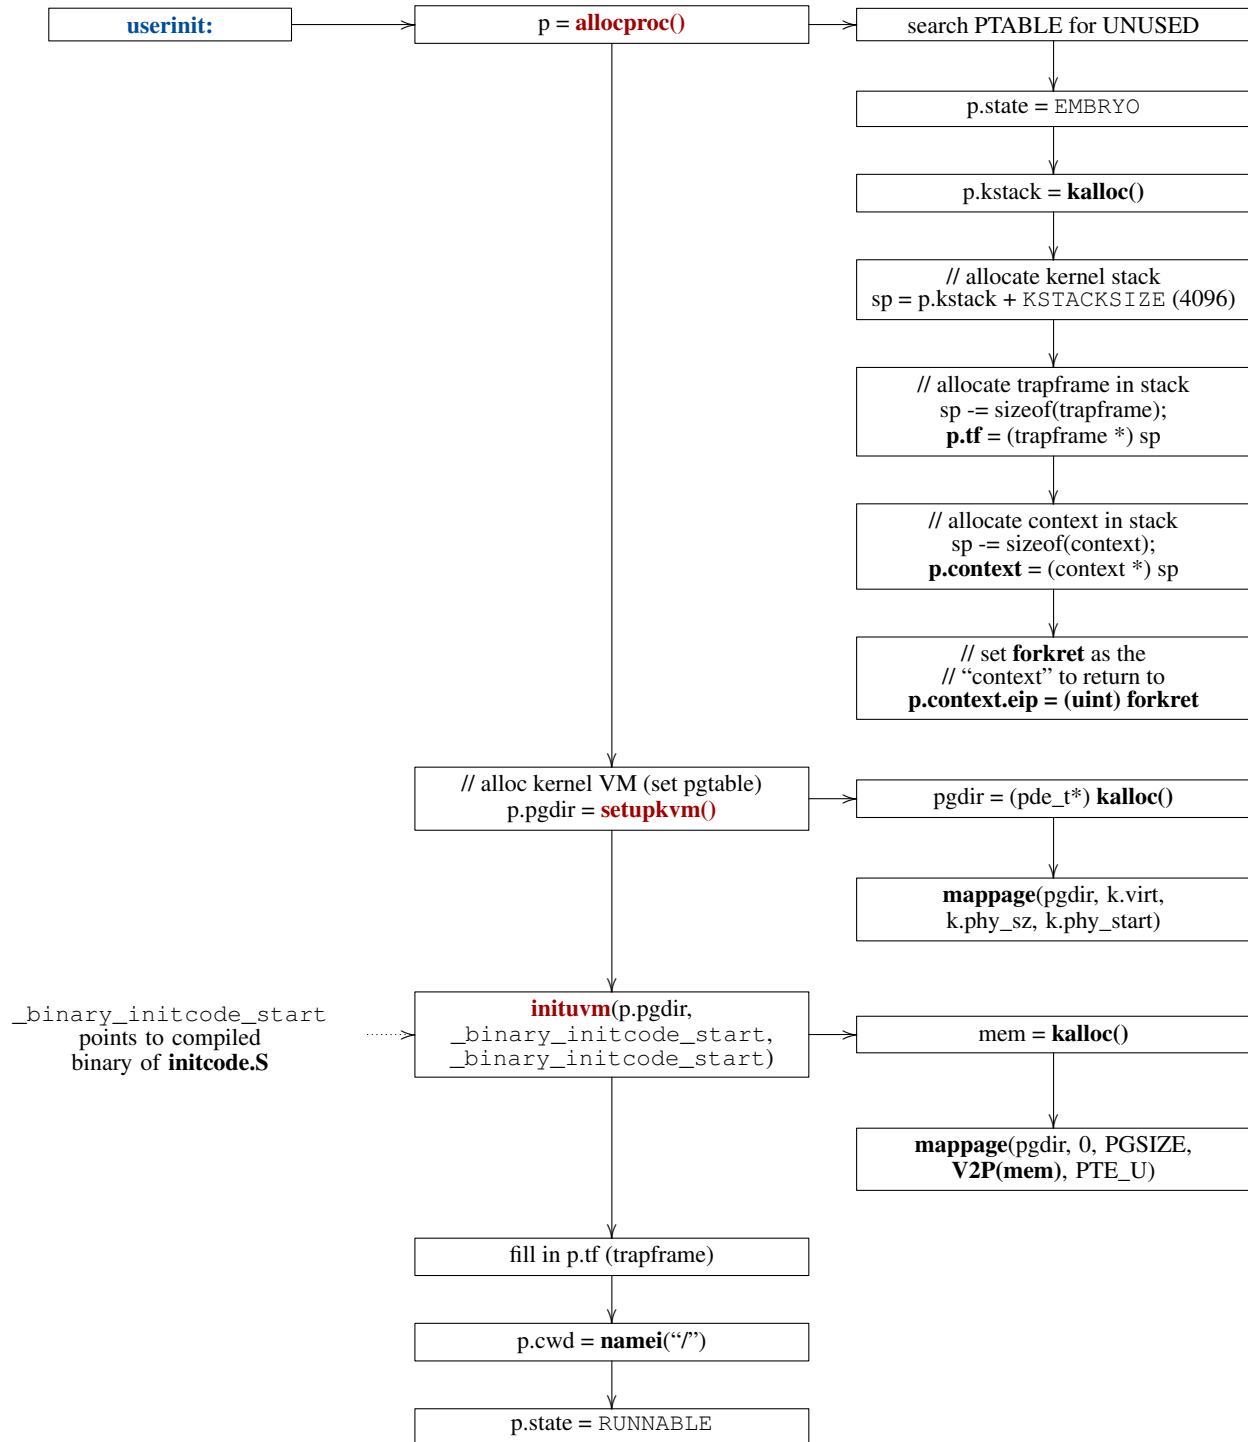 userinit:
p = allocproc()
search PTABLE for UNUSED
p.state = EMBRYO
p.kstack = kalloc()
// allocate kernel stack
sp = p.kstack + KSTACKSIZE (4096)
// allocate trapframe in stack
sp -= sizeof(trapframe);
p.tf = (trapframe *) sp
// allocate context in stack
sp -= sizeof(context);
p.context = (context *) sp
// set forkret as the
// “context” to return to
p.context.eip = (uint) forkret
// alloc kernel VM (set pgtable)
p.pgdir = setupkvm()
pgdir = (pde_t*) kalloc()
mappage(pgdir, k.virt,
k.phy_sz, k.phy_start)
_binary_initcode_start
points to compiled
binary of initcode.S
inituvm(p.pgdir,
_binary_initcode_start,
_binary_initcode_start)
mem = kalloc()
mappage(pgdir, 0, PGSIZE,
V2P(mem), PTE_U)
fill in p.tf (trapframe)
p.cwd = namei(“/”)
p.state = RUNNABLE